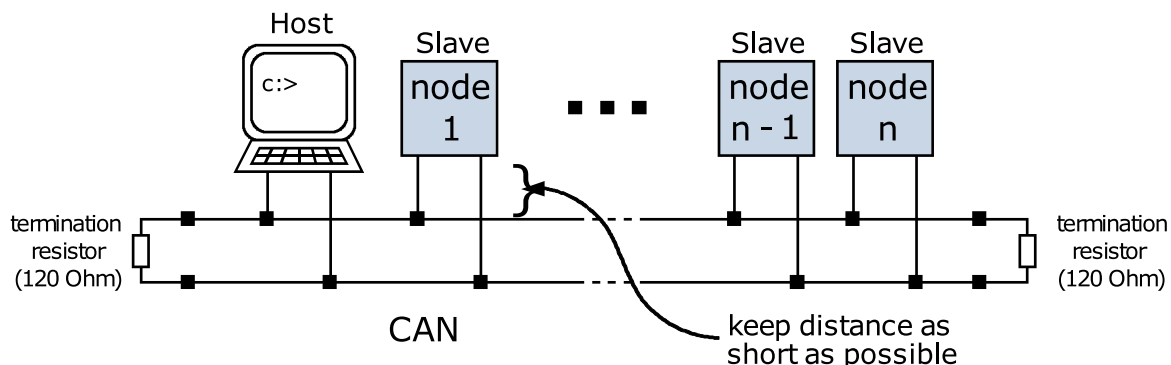 Host
c:>
Slave
node
1
Slave
node
n - 1
Slave
node
n
termination
resistor
(120 Ohm)
termination
resistor
(120 Ohm)
CAN
keep distance as
short as possible